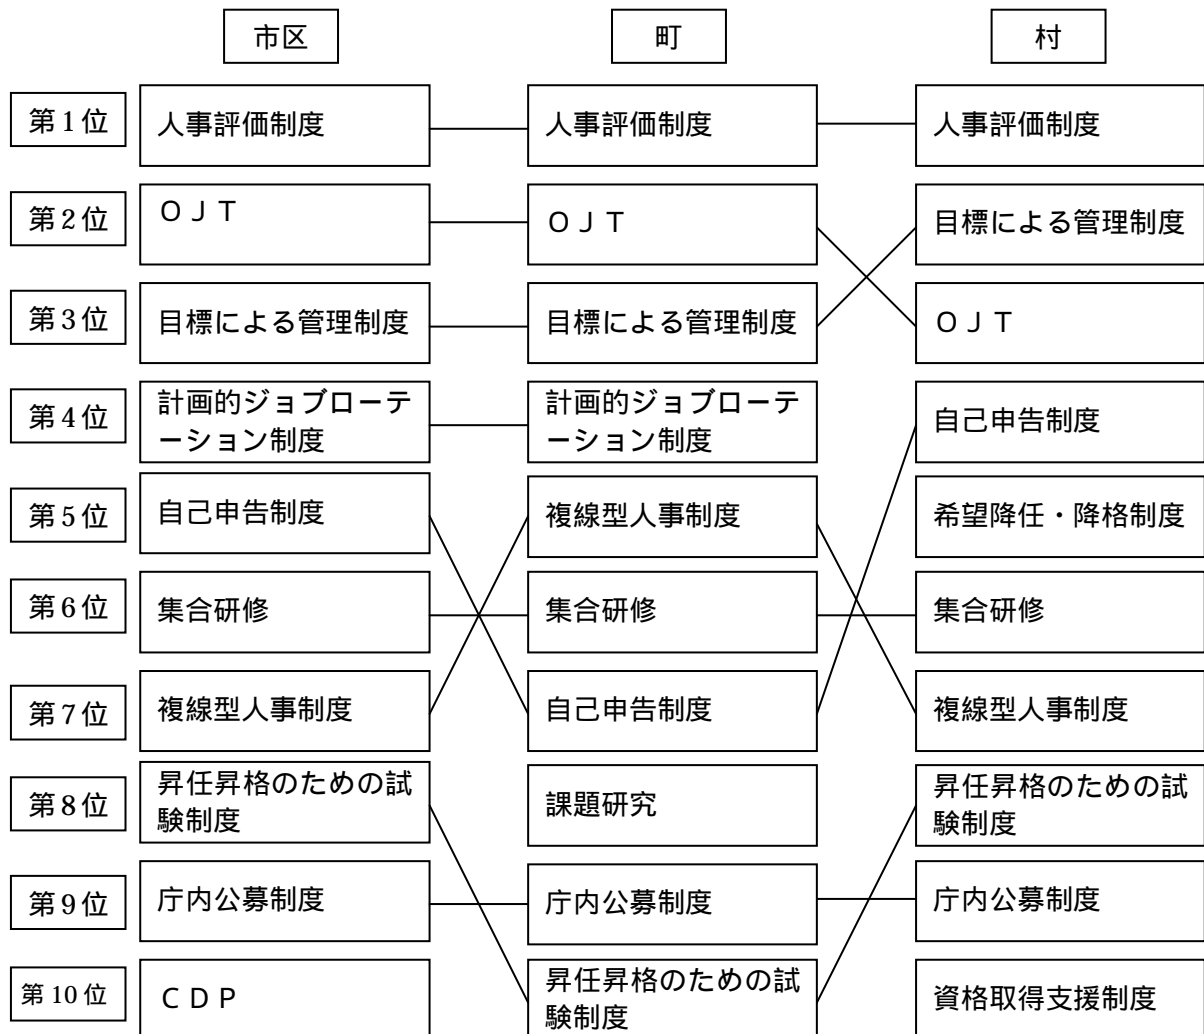 市区
町
村
第1位
人事評価制度
人事評価制度
人事評価制度
第2位
ＯＪＴ
ＯＪＴ
目標による管理制度
第3位
目標による管理制度
目標による管理制度
ＯＪＴ
第4位
計画的ジョブローテ
ーション制度
計画的ジョブローテ
ーション制度
自己申告制度
第5位
自己申告制度
複線型人事制度
希望降任・降格制度
第6位
集合研修
集合研修
集合研修
第7位
複線型人事制度
自己申告制度
複線型人事制度
第8位
昇任昇格のための試
験制度
課題研究
昇任昇格のための試
験制度
第9位
庁内公募制度
庁内公募制度
庁内公募制度
第10位
ＣＤＰ
昇任昇格のための試
験制度
資格取得支援制度